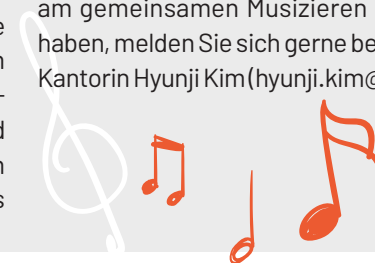 am gemeinsamen Musizieren
haben, melden Sie sich gerne be
Kantorin Hyunji Kim (hyunji.kim@